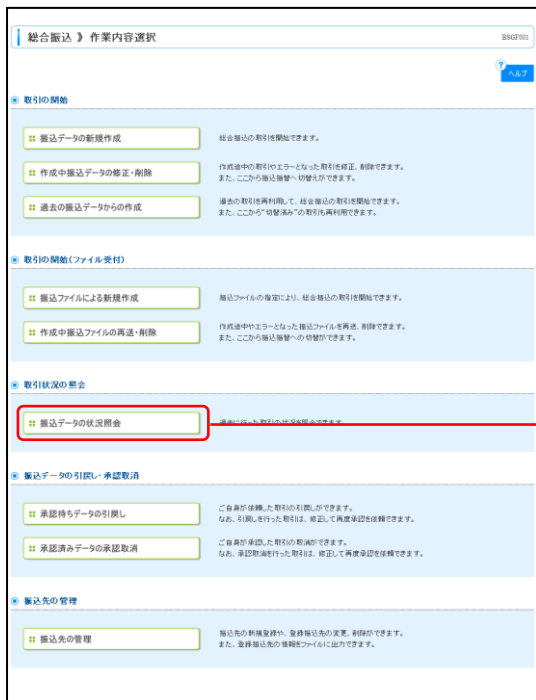 総合振込 》 作業内容選択
BSGF001
? ヘルプ
取引の開始
振込データの新規作成
総合振込の取引を開始できます。
作成中振込データの修正・削除
作成途中の取引やエラーとなった取引を修正、削除できます。
また、ここから振込振替へ切替えができます。
過去の振込データからの作成
過去の取引を再利用して、総合振込の取引を開始できます。
また、ここから"切替済み"の取引も再利用できます。
取引の開始(ファイル受付)
振込ファイルによる新規作成
振込ファイルの指定により、総合振込の取引を開始できます。
作成中振込ファイルの再送・削除
作成途中やエラーとなった振込ファイルを再送、削除できます。
また、ここから振込振替への切替ができます。
取引状況の照会
振込データの状況照会
過去に行った取引の状況を照会できます。
振込データの引戻し・承認取消
承認待ちデータの引戻し
ご自身が依頼した取引の引戻しができます。
なお、引戻しを行った取引は、修正して再度承認を依頼できます。
承認済みデータの承認取消
ご自身が承認した取引の取消ができます。
なお、承認取消を行った取引は、修正して再度承認を依頼できます。
振込先の管理
振込先の管理
振込先の新規登録や、登録振込先の変更、削除ができます。
また、登録振込先の情報をファイルに出力できます。